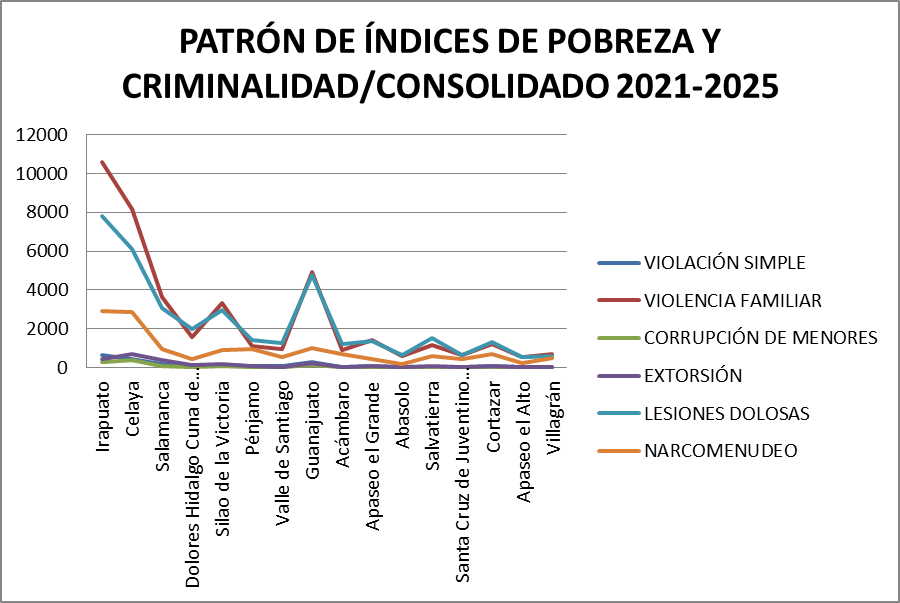 PATRÓN DE ÍNDICES DE POBREZA Y
CRIMINALIDAD/CONSOLIDADO 2021-2025
12000
10000
8000
6000
4000
2000
0
Irapuato
Celaya
Salamanca
Dolores Hidalgo Cuna de...
Silao de la Victoria
Pénjamo
Valle de Santiago
Guanajuato
Acámbaro
Apaseo el Grande
Abasolo
Salvatierra
Santa Cruz de Juventino...
Cortazar
Apaseo el Alto
Villagrán
VIOLACIÓN SIMPLE
VIOLENCIA FAMILIAR
CORRUPCIÓN DE MENORES
EXTORSIÓN
LESIONES DOLOSAS
NARCOMENUDEO